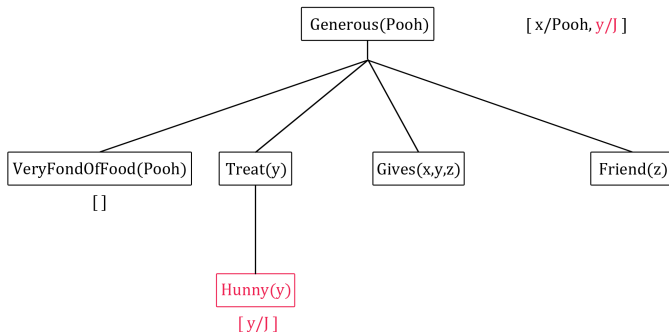 Generous(Pooh)
[ x/Pooh, y/J ]
VeryFondOfFood(Pooh)
Treat(y)
Gives(x,y,z)
Friend(z)
[ ]
Hunny(y)
[ y/J ]